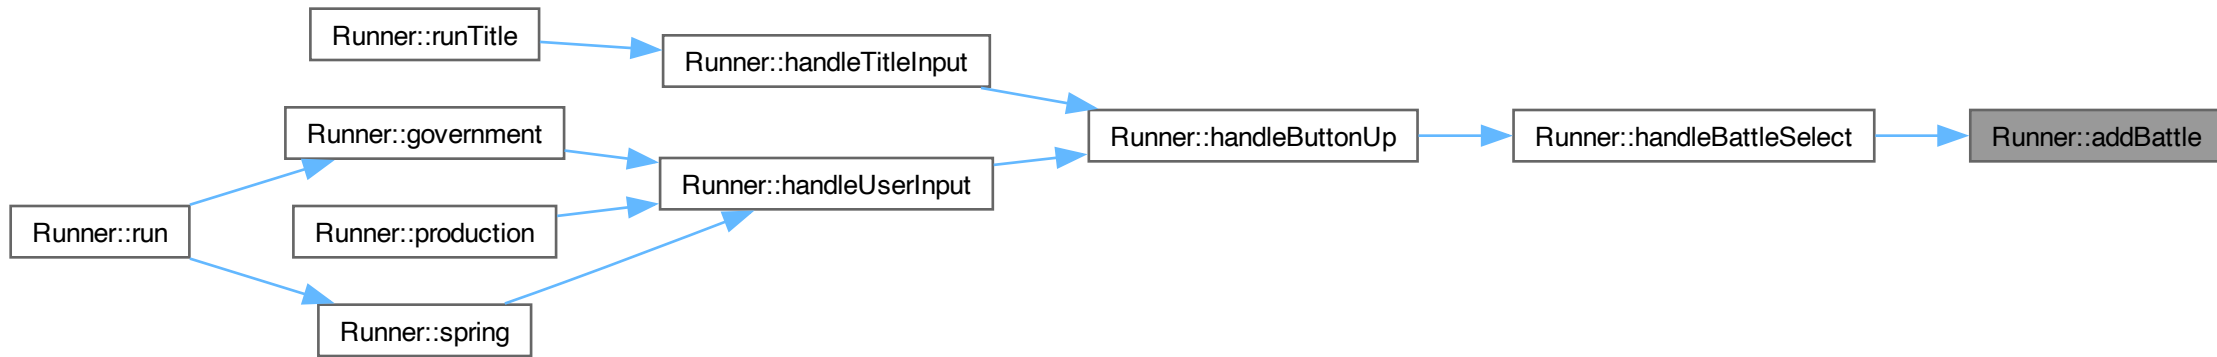 Runner::runTitle
Runner::handleTitleInput
Runner::government
Runner::handleButtonUp
Runner::handleBattleSelect
Runner::addBattle
Runner::handleUserInput
Runner::run
Runner::production
Runner::spring